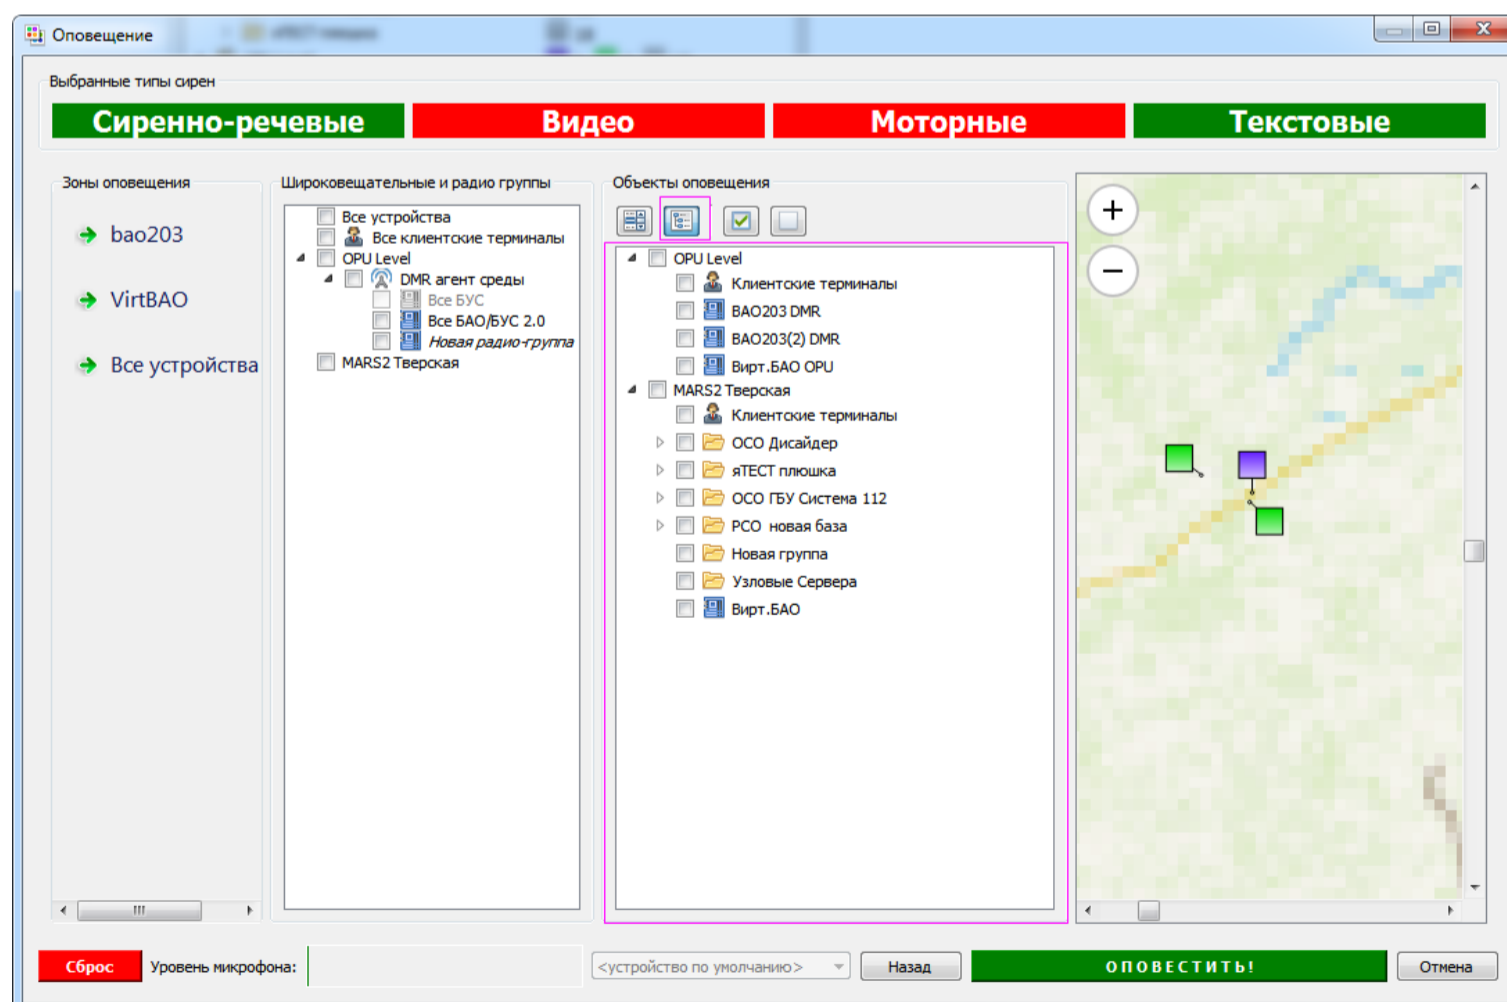 Оповещение
Выбранные типы сирен
Сиренно-речевые
Видео
Моторные
Текстовые
Зоны оповещения
bao203
VirtBAO
Все устройства
Широковещательные и радио группы
Все устройства
Все клиентские терминалы
OPU Level
DMR агент среды
Все БУС
Все БАО/БУС 2.0
Новая радио-группа
MARS2 Тверская
Объекты оповещения
OPU Level
Клиентские терминалы
BAO203 DMR
BAO203(2) DMR
Вирт.БАО OPU
MARS2 Тверская
Клиентские терминалы
ОСО Дисайдер
яТЕСТ плюшка
ОСО ГБУ Система 112
РСО новая база
Новая группа
Узловые Сервера
Вирт.БАО
Сброс
Уровень микрофона:
<устройство по умолчанию>
Назад
ОПОВЕСТИТЬ!
Отмена